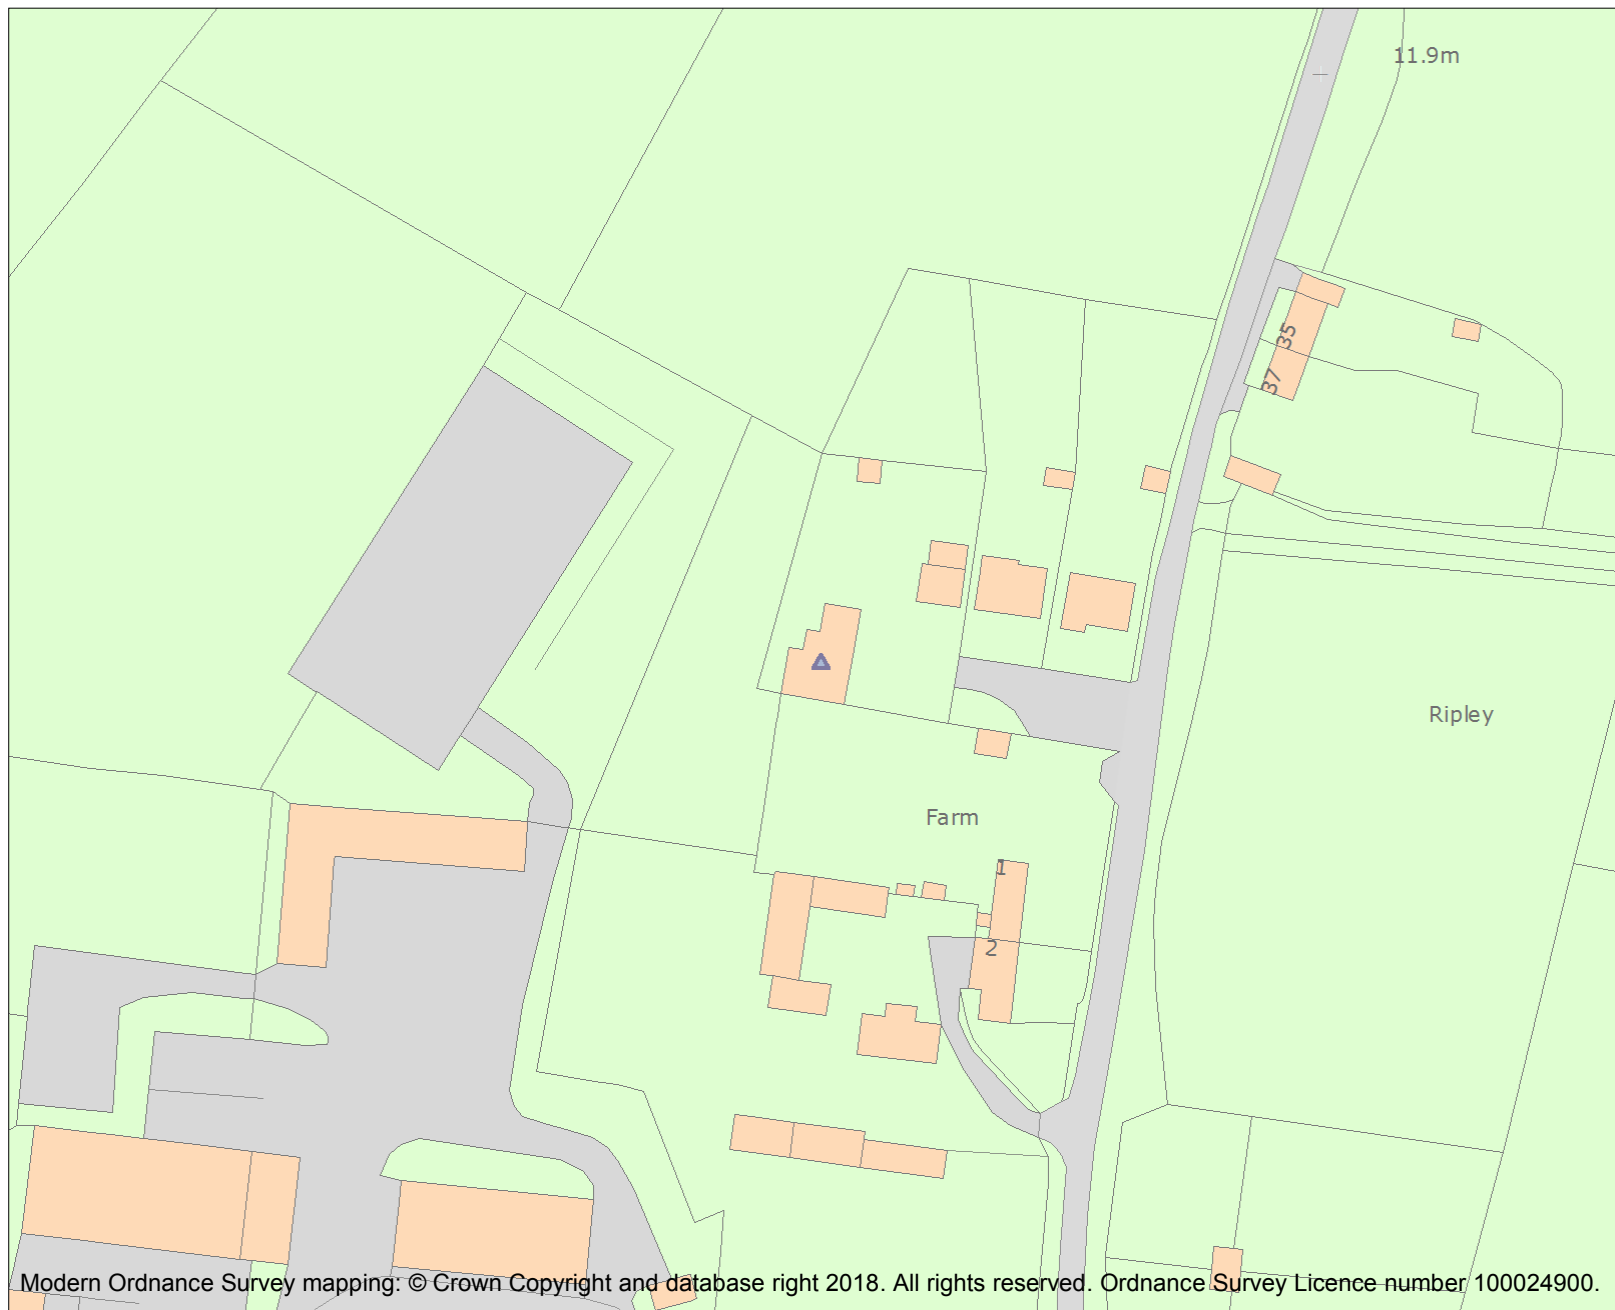 11.9m
35
37
Ripley
Farm
1
2
Modern Ordnance Survey mapping: © Crown Copyright and database right 2018. All rights reserved. Ordnance Survey Licence number 100024900.